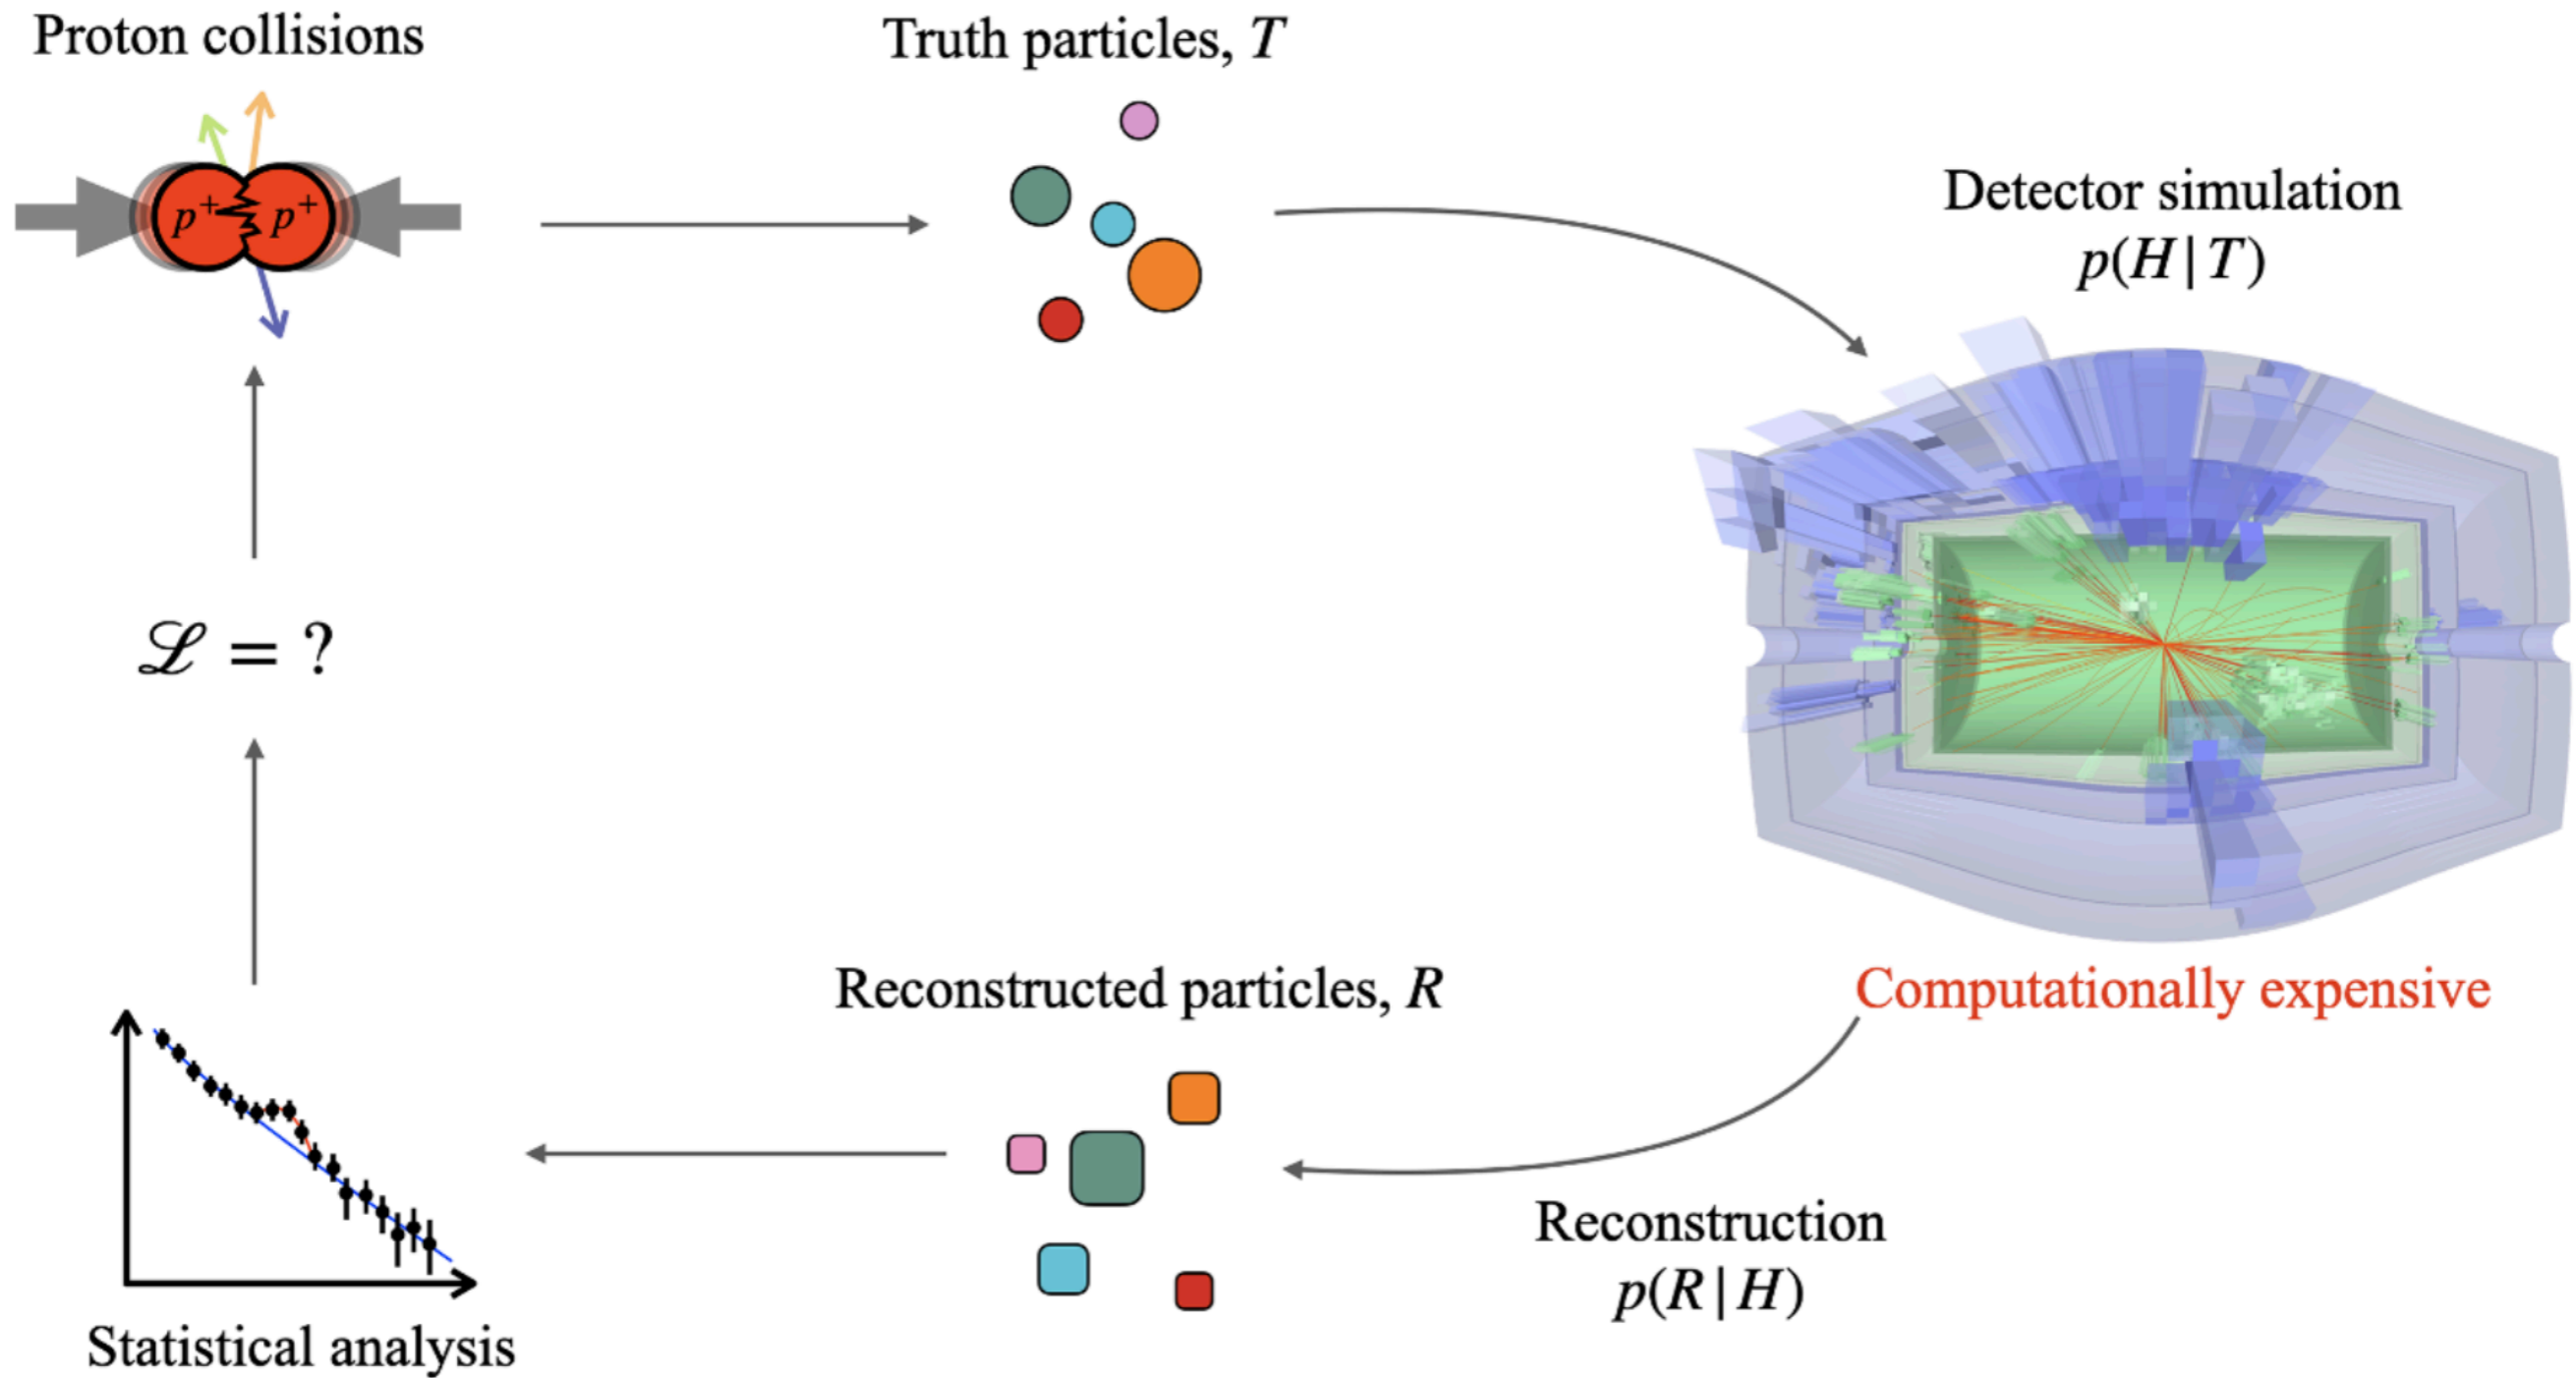 Proton collisions
Truth particles, T
p⁺ p⁺
Detector simulation
p(H|T)
ℒ = ?
Computationally expensive
Reconstructed particles, R
Reconstruction
p(R|H)
Statistical analysis